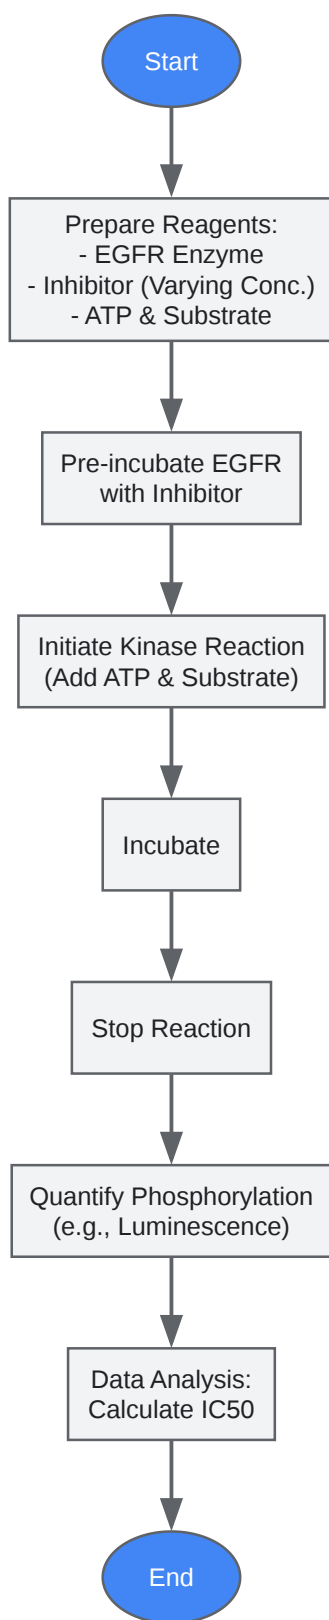 Start
Prepare Reagents:
- EGFR Enzyme
- Inhibitor (Varying Conc.)
- ATP & Substrate
Pre-incubate EGFR
with Inhibitor
Initiate Kinase Reaction
(Add ATP & Substrate)
Incubate
Stop Reaction
Quantify Phosphorylation
(e.g., Luminescence)
Data Analysis:
Calculate IC50
End